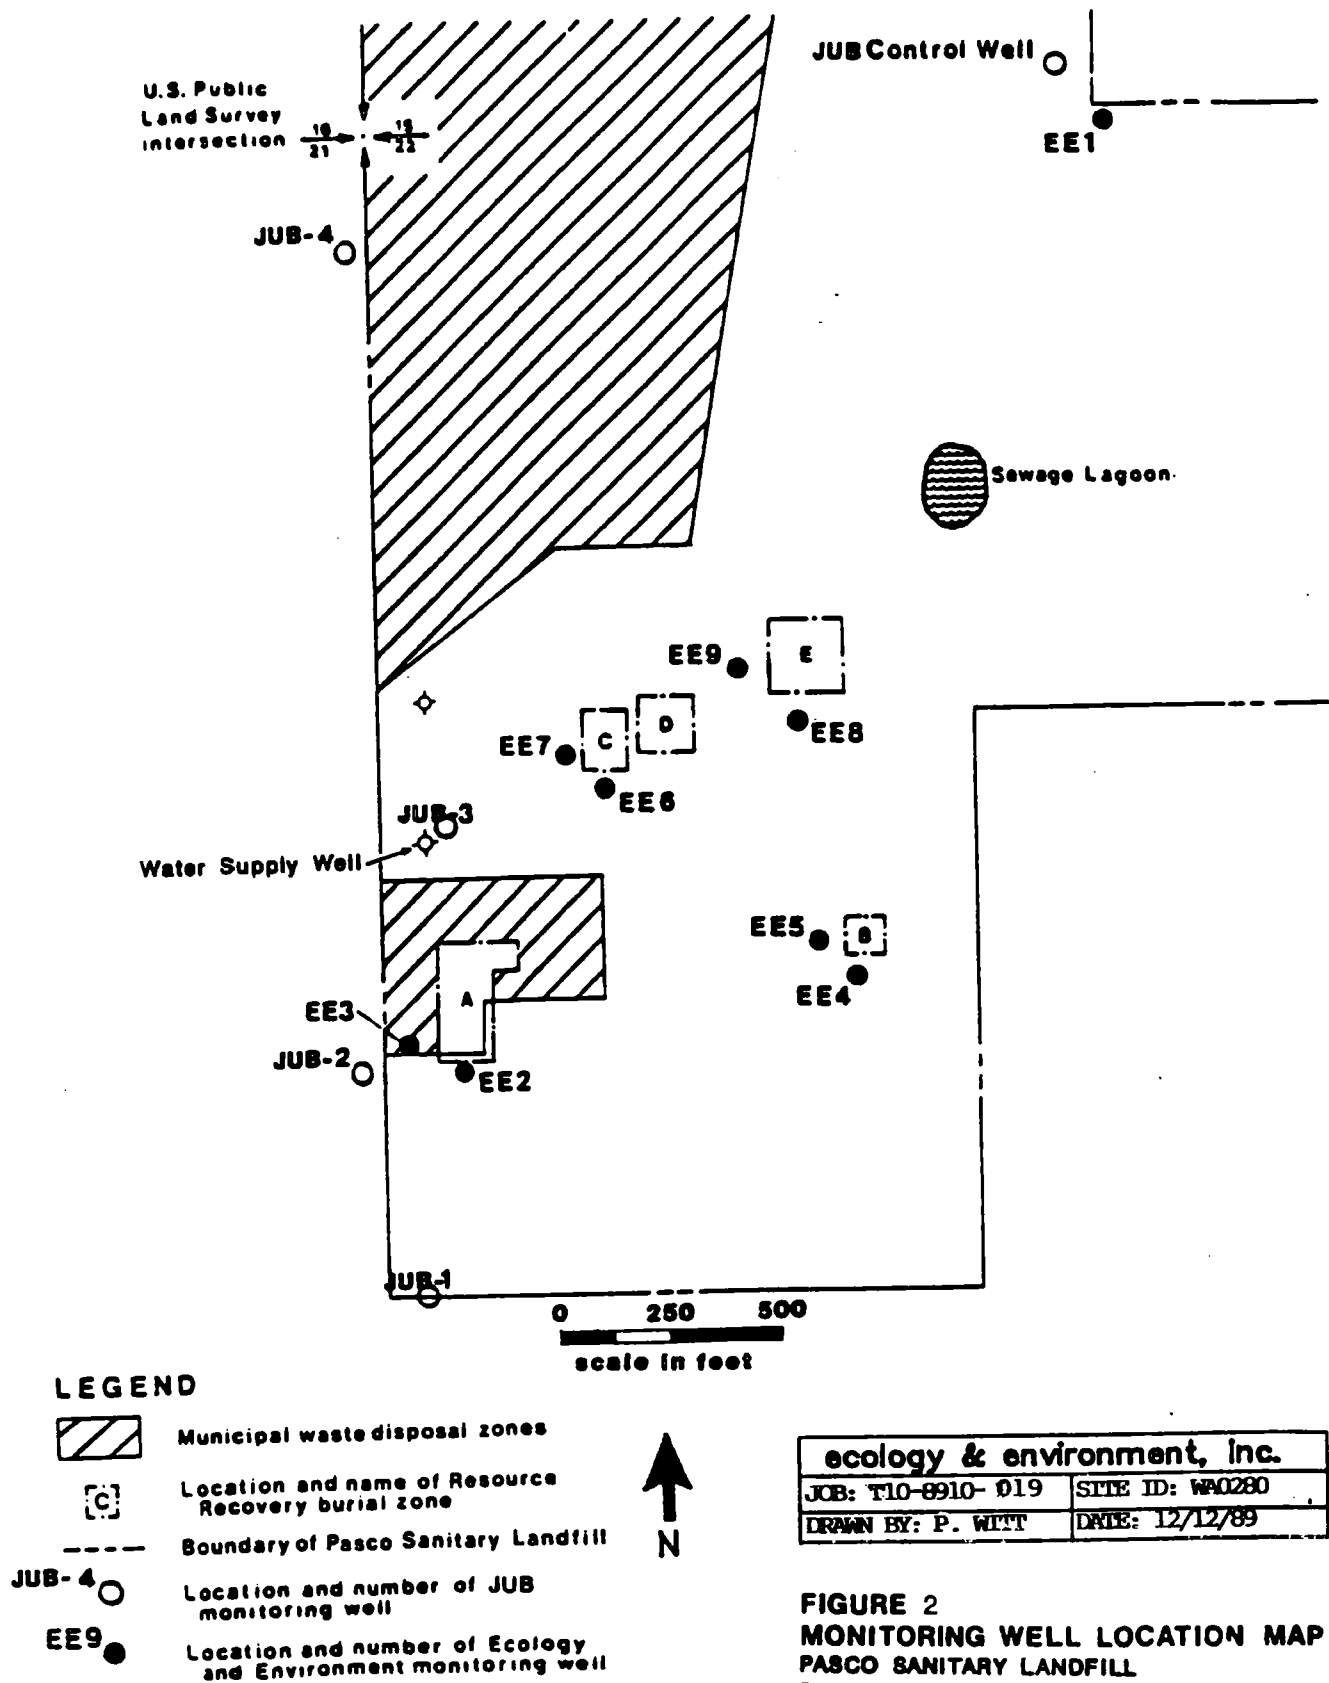 JUB Control Well
U.S. Public
Land Survey
intersection
16
21
15
22
EE1
JUB-4
Sewage Lagoon
EE9
E
EE8
D
C
EE7
EE6
JUB-3
Water Supply Well
EE5
B
EE4
A
EE3
JUB-2
EE2
JUB-1
0 250 500
scale in feet
LEGEND
Municipal waste disposal zones
C
Location and name of Resource
Recovery burial zone
Boundary of Pasco Sanitary Landfill
JUB-4
Location and number of JUB
monitoring well
EE9
Location and number of Ecology
and Environment monitoring well
N
ecology & environment, inc.
JOB: T10-8910-019 SITE ID: WA0280
DRAWN BY: P. WITT DATE: 12/12/89
FIGURE 2
MONITORING WELL LOCATION MAP
PASCO SANITARY LANDFILL